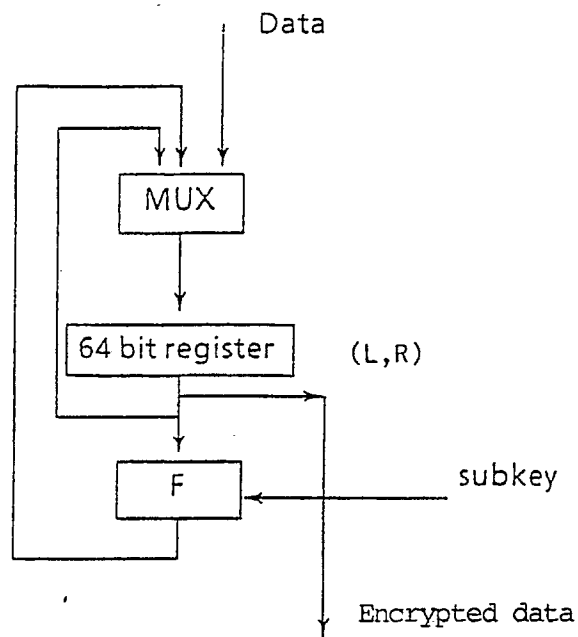 Data
MUX
64 bit register
(L,R)
F
subkey
Encrypted data